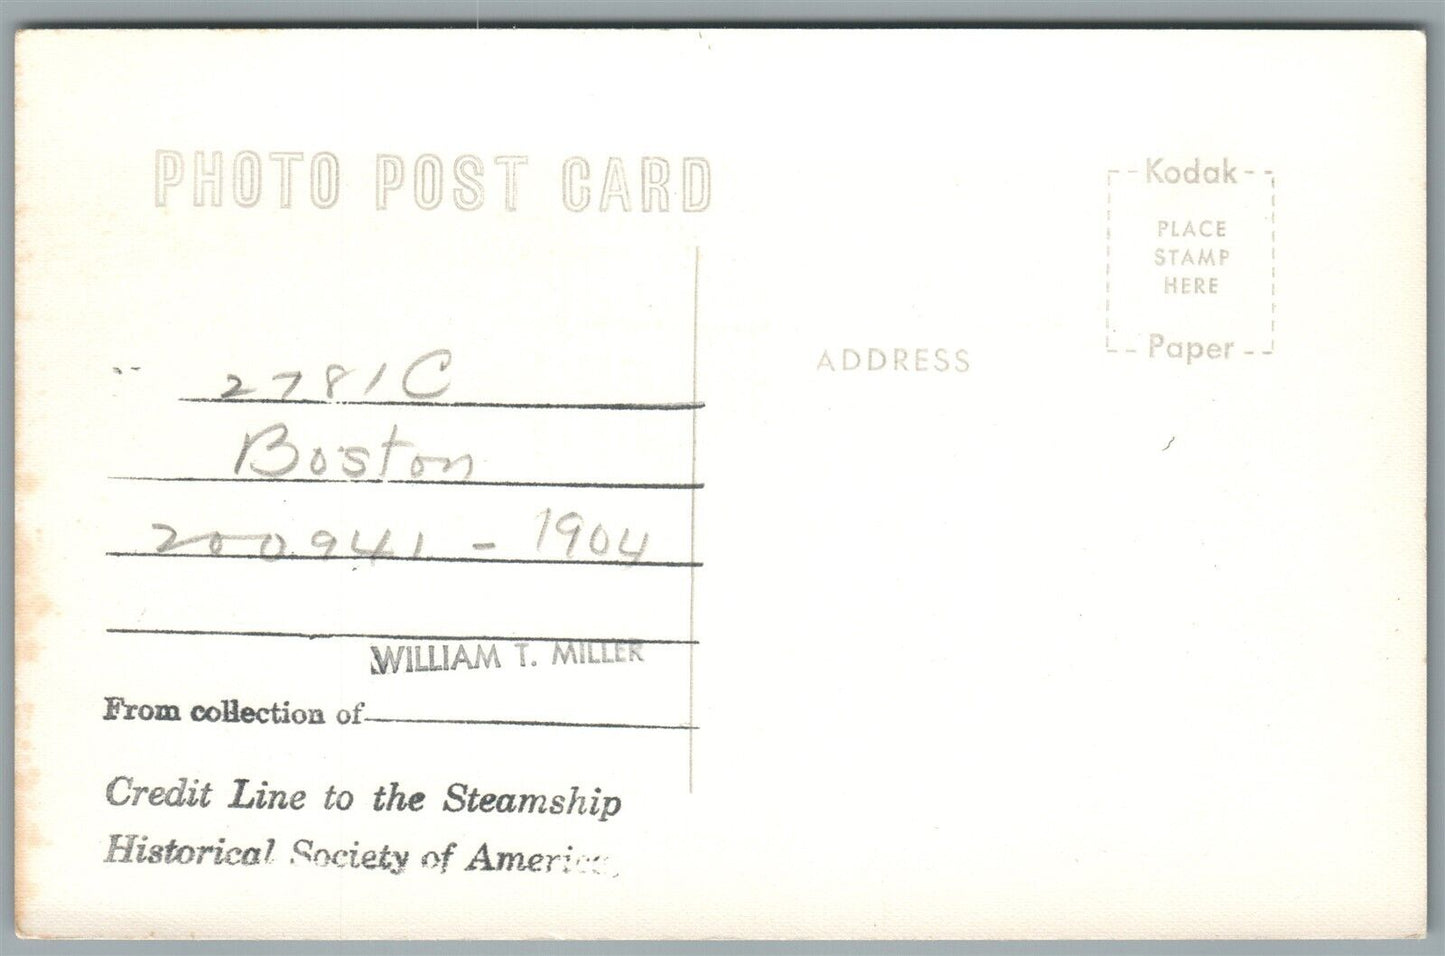 PHOTO POST CARD
Kodak
PLACE
STAMP
HERE
Paper
ADDRESS
2781C
Boston
200941 - 1904
WILLIAM T. MILLER
From collection of
Credit Line to the Steamship
Historical Society of America.